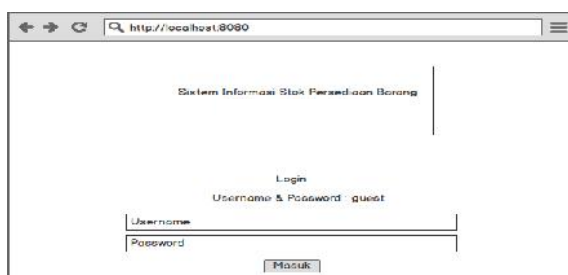 http://localhost:8080
Sistem Informasi Stok Persediaan Barang
Login
Username & Password : guest
Username
Password
Masuk